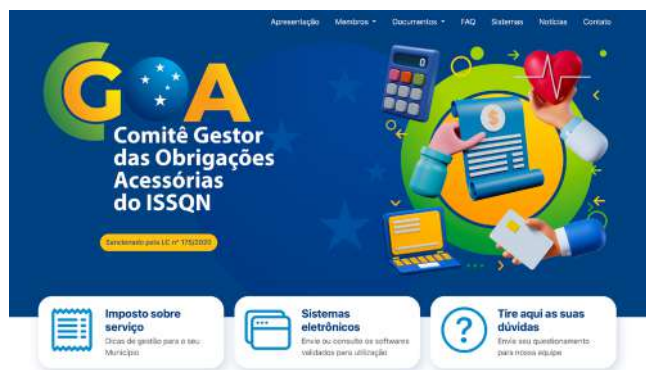 Apresentação Membros Documentos FAQ Sistemas Notícias Contato
CGOA
Comitê Gestor
das Obrigações
Acessórias
do ISSQN
Sancionado pela LC nº 175/2020
0
$
Imposto sobre
serviço
Dicas de gestão para o seu
Município
Sistemas
eletrônicos
Envie ou consulte os softwares
validados para utilização
?
Tire aqui as suas
dúvidas
Envie seu questionamento
para nossa equipe